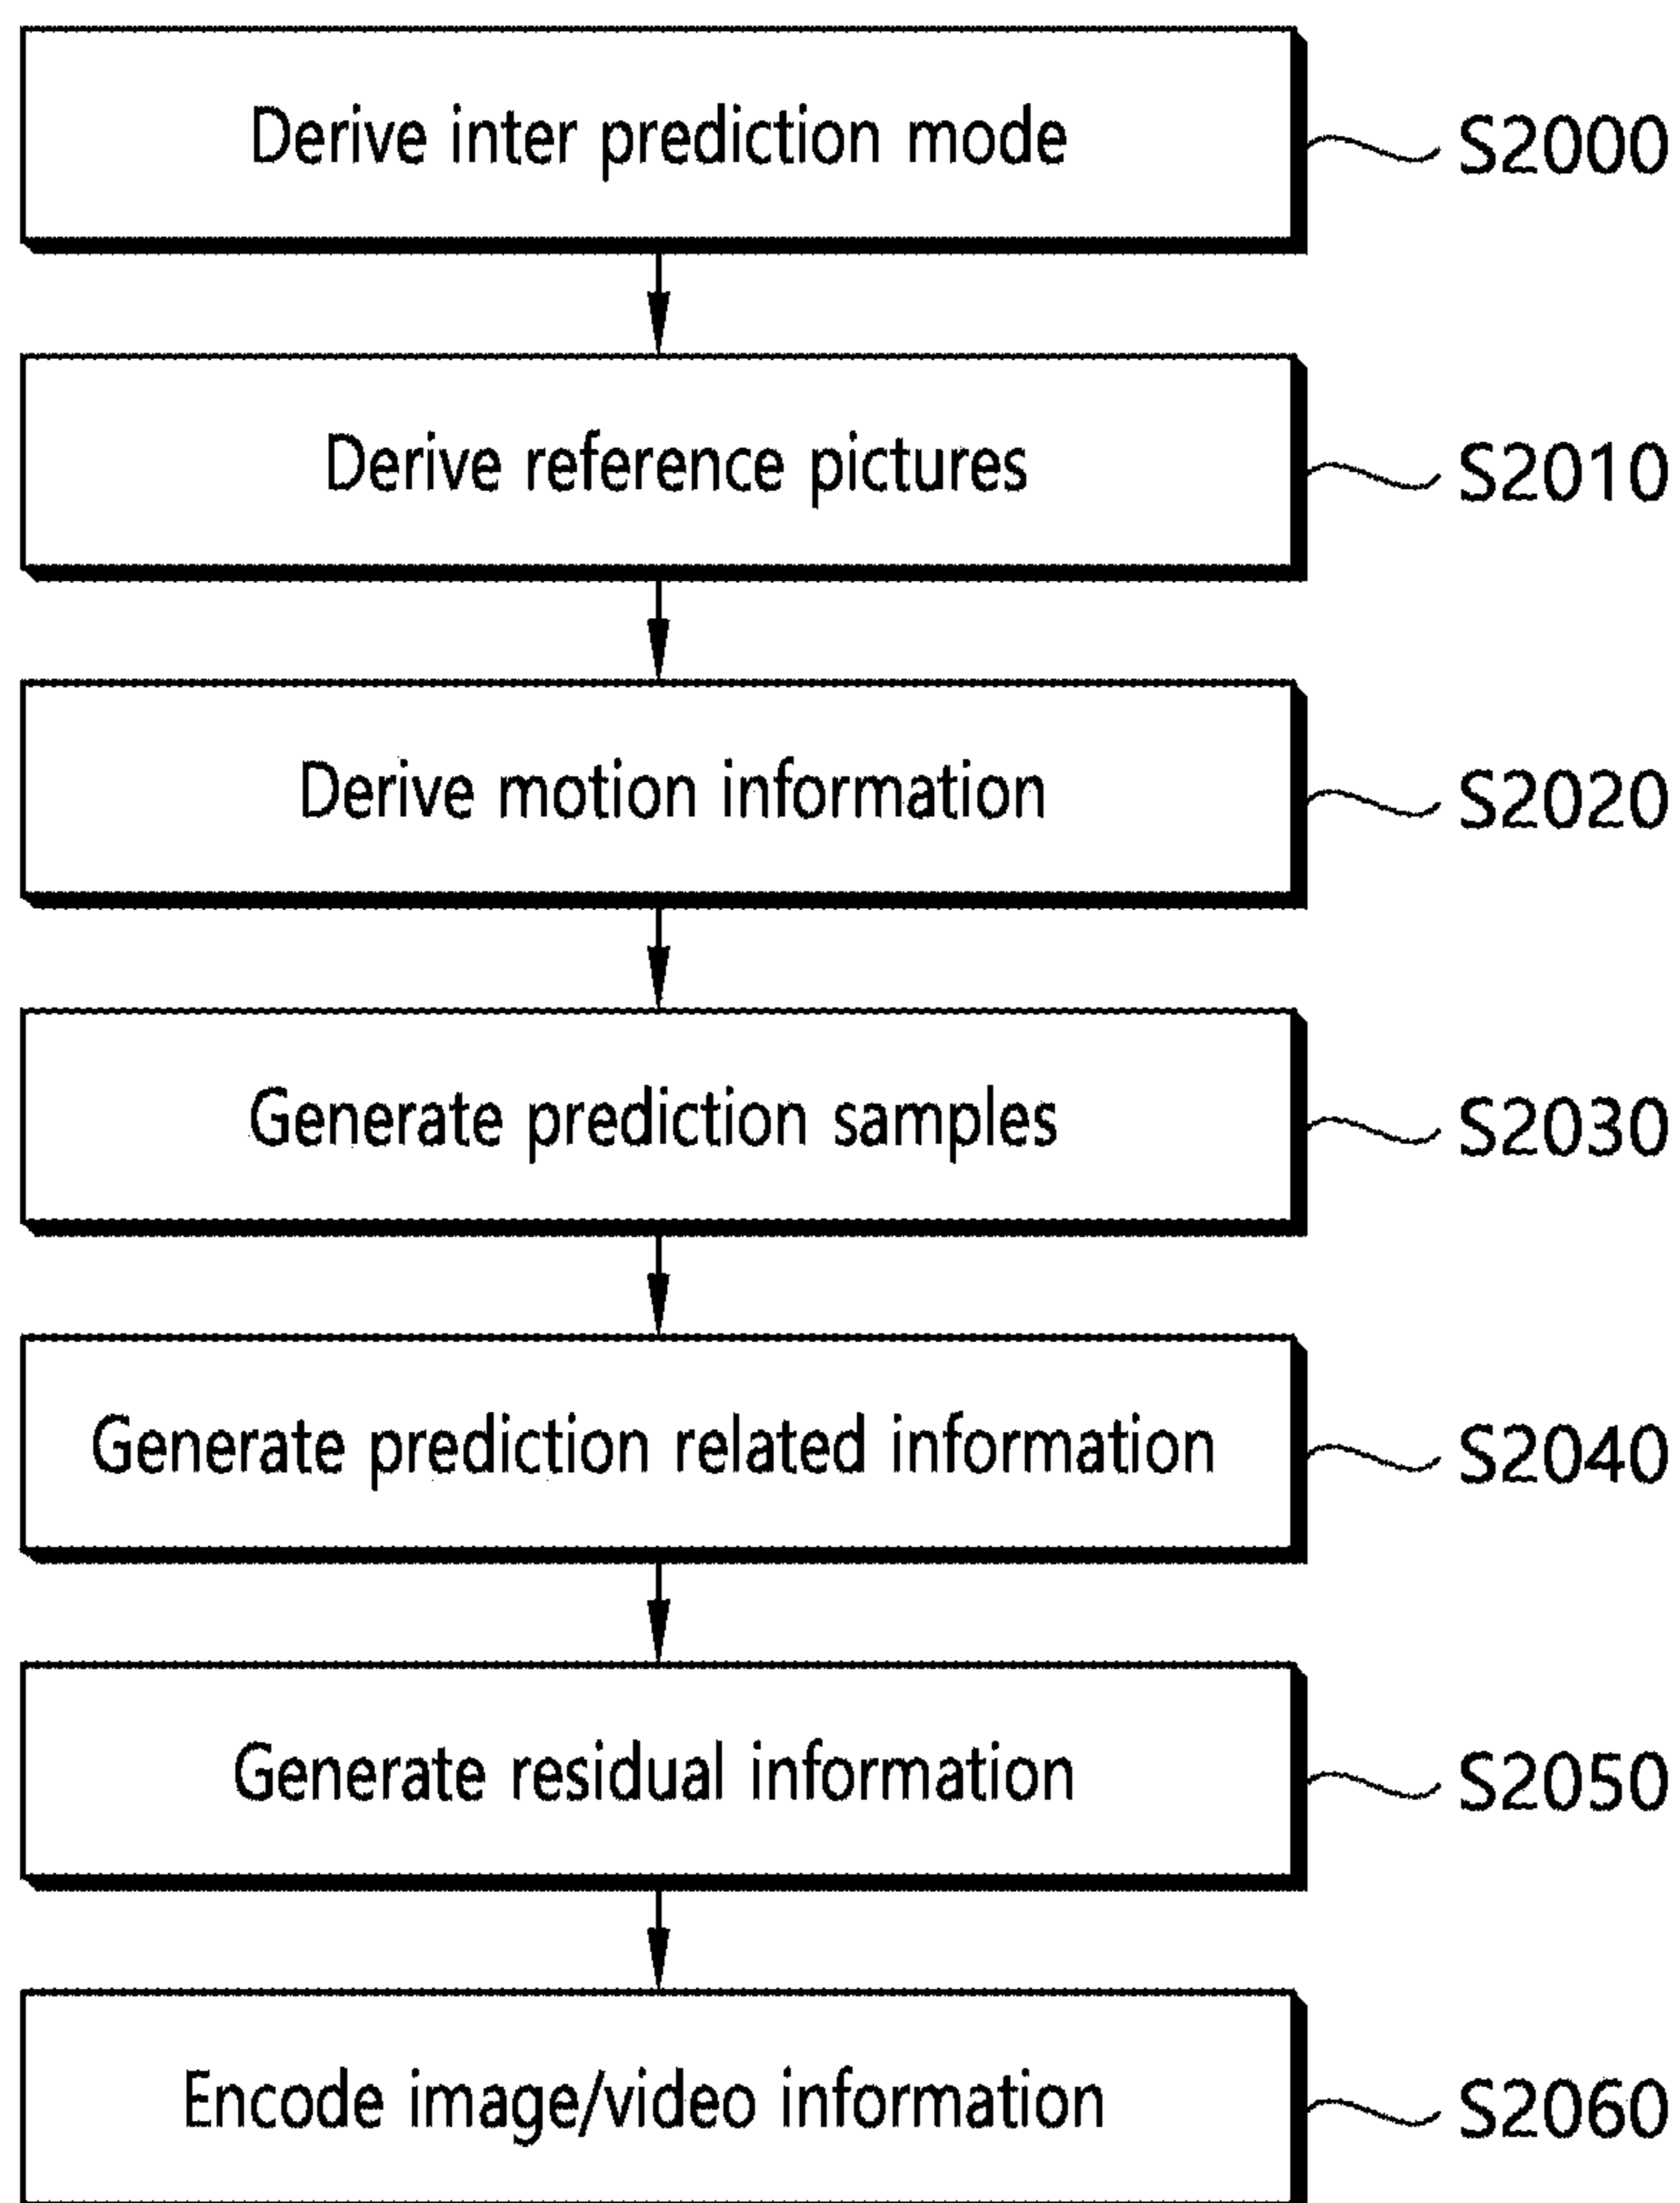 Derive inter prediction mode S2000
Derive reference pictures S2010
Derive motion information S2020
Generate prediction samples S2030
Generate prediction related information S2040
Generate residual information S2050
Encode image/video information S2060